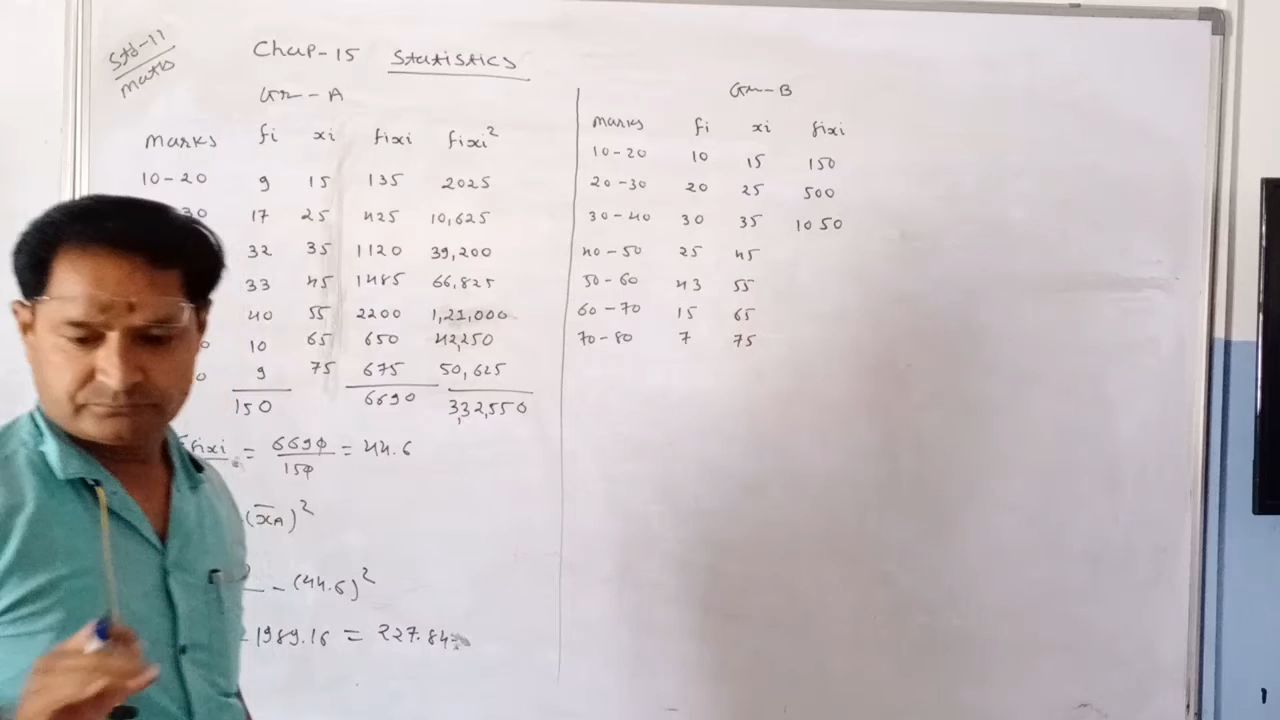 Std-11
maths
Chap-15 Statistics
Gr-A
marks fi xi fixi fixi²
10-20 9 15 135 2025
30 17 25 425 10,625
32 35 1120 39,200
33 45 1485 66,825
40 55 2200 1,21,000
0 10 65 650 42,250
0 9 75 675 50,625
150 6690 3,32,550
fixi = 6690/150 = 44.6
(x̄A)²
- (44.6)²
- 1989.16 = 227.84
Gr-B
marks fi xi fixi
10-20 10 15 150
20-30 20 25 500
30-40 30 35 1050
40-50 25 45
50-60 43 55
60-70 15 65
70-80 7 75